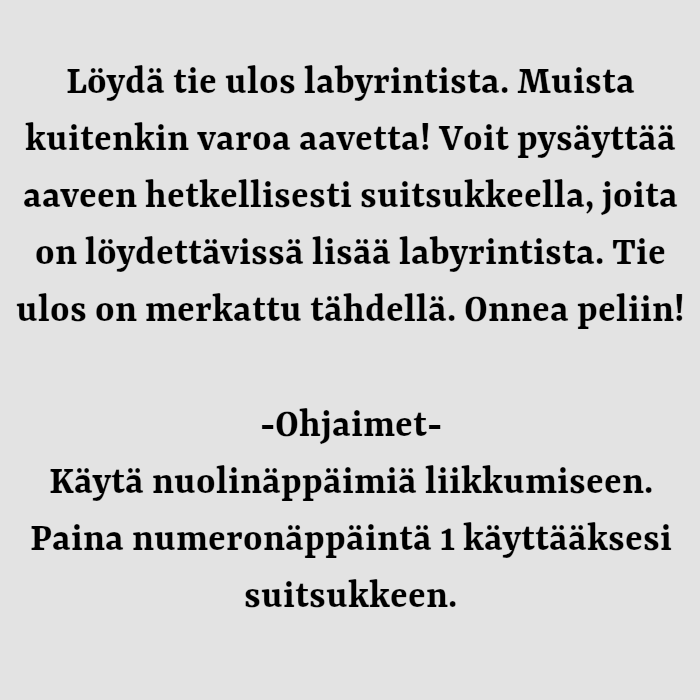 Löydä tie ulos labyrintista. Muista
kuitenkin varoa aavetta! Voit pysäyttää
aaveen hetkellisesti suitsukkeella, joita
on löydettävissä lisää labyrintista. Tie
ulos on merkattu tähdellä. Onnea peliin!
-Ohjaimet-
Käytä nuolinäppäimiä liikkumiseen.
Paina numeronäppäintä 1 käyttääksesi
suitsukkeen.